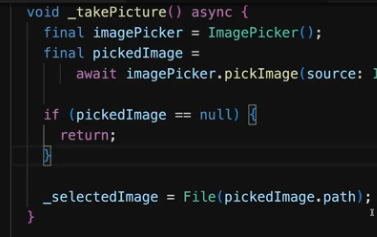 void _takePicture() async {
final imagePicker = ImagePicker();
final pickedImage =
await imagePicker.pickImage(source:
if (pickedImage == null) {
return;
}
_selectedImage = File(pickedImage.path);
}